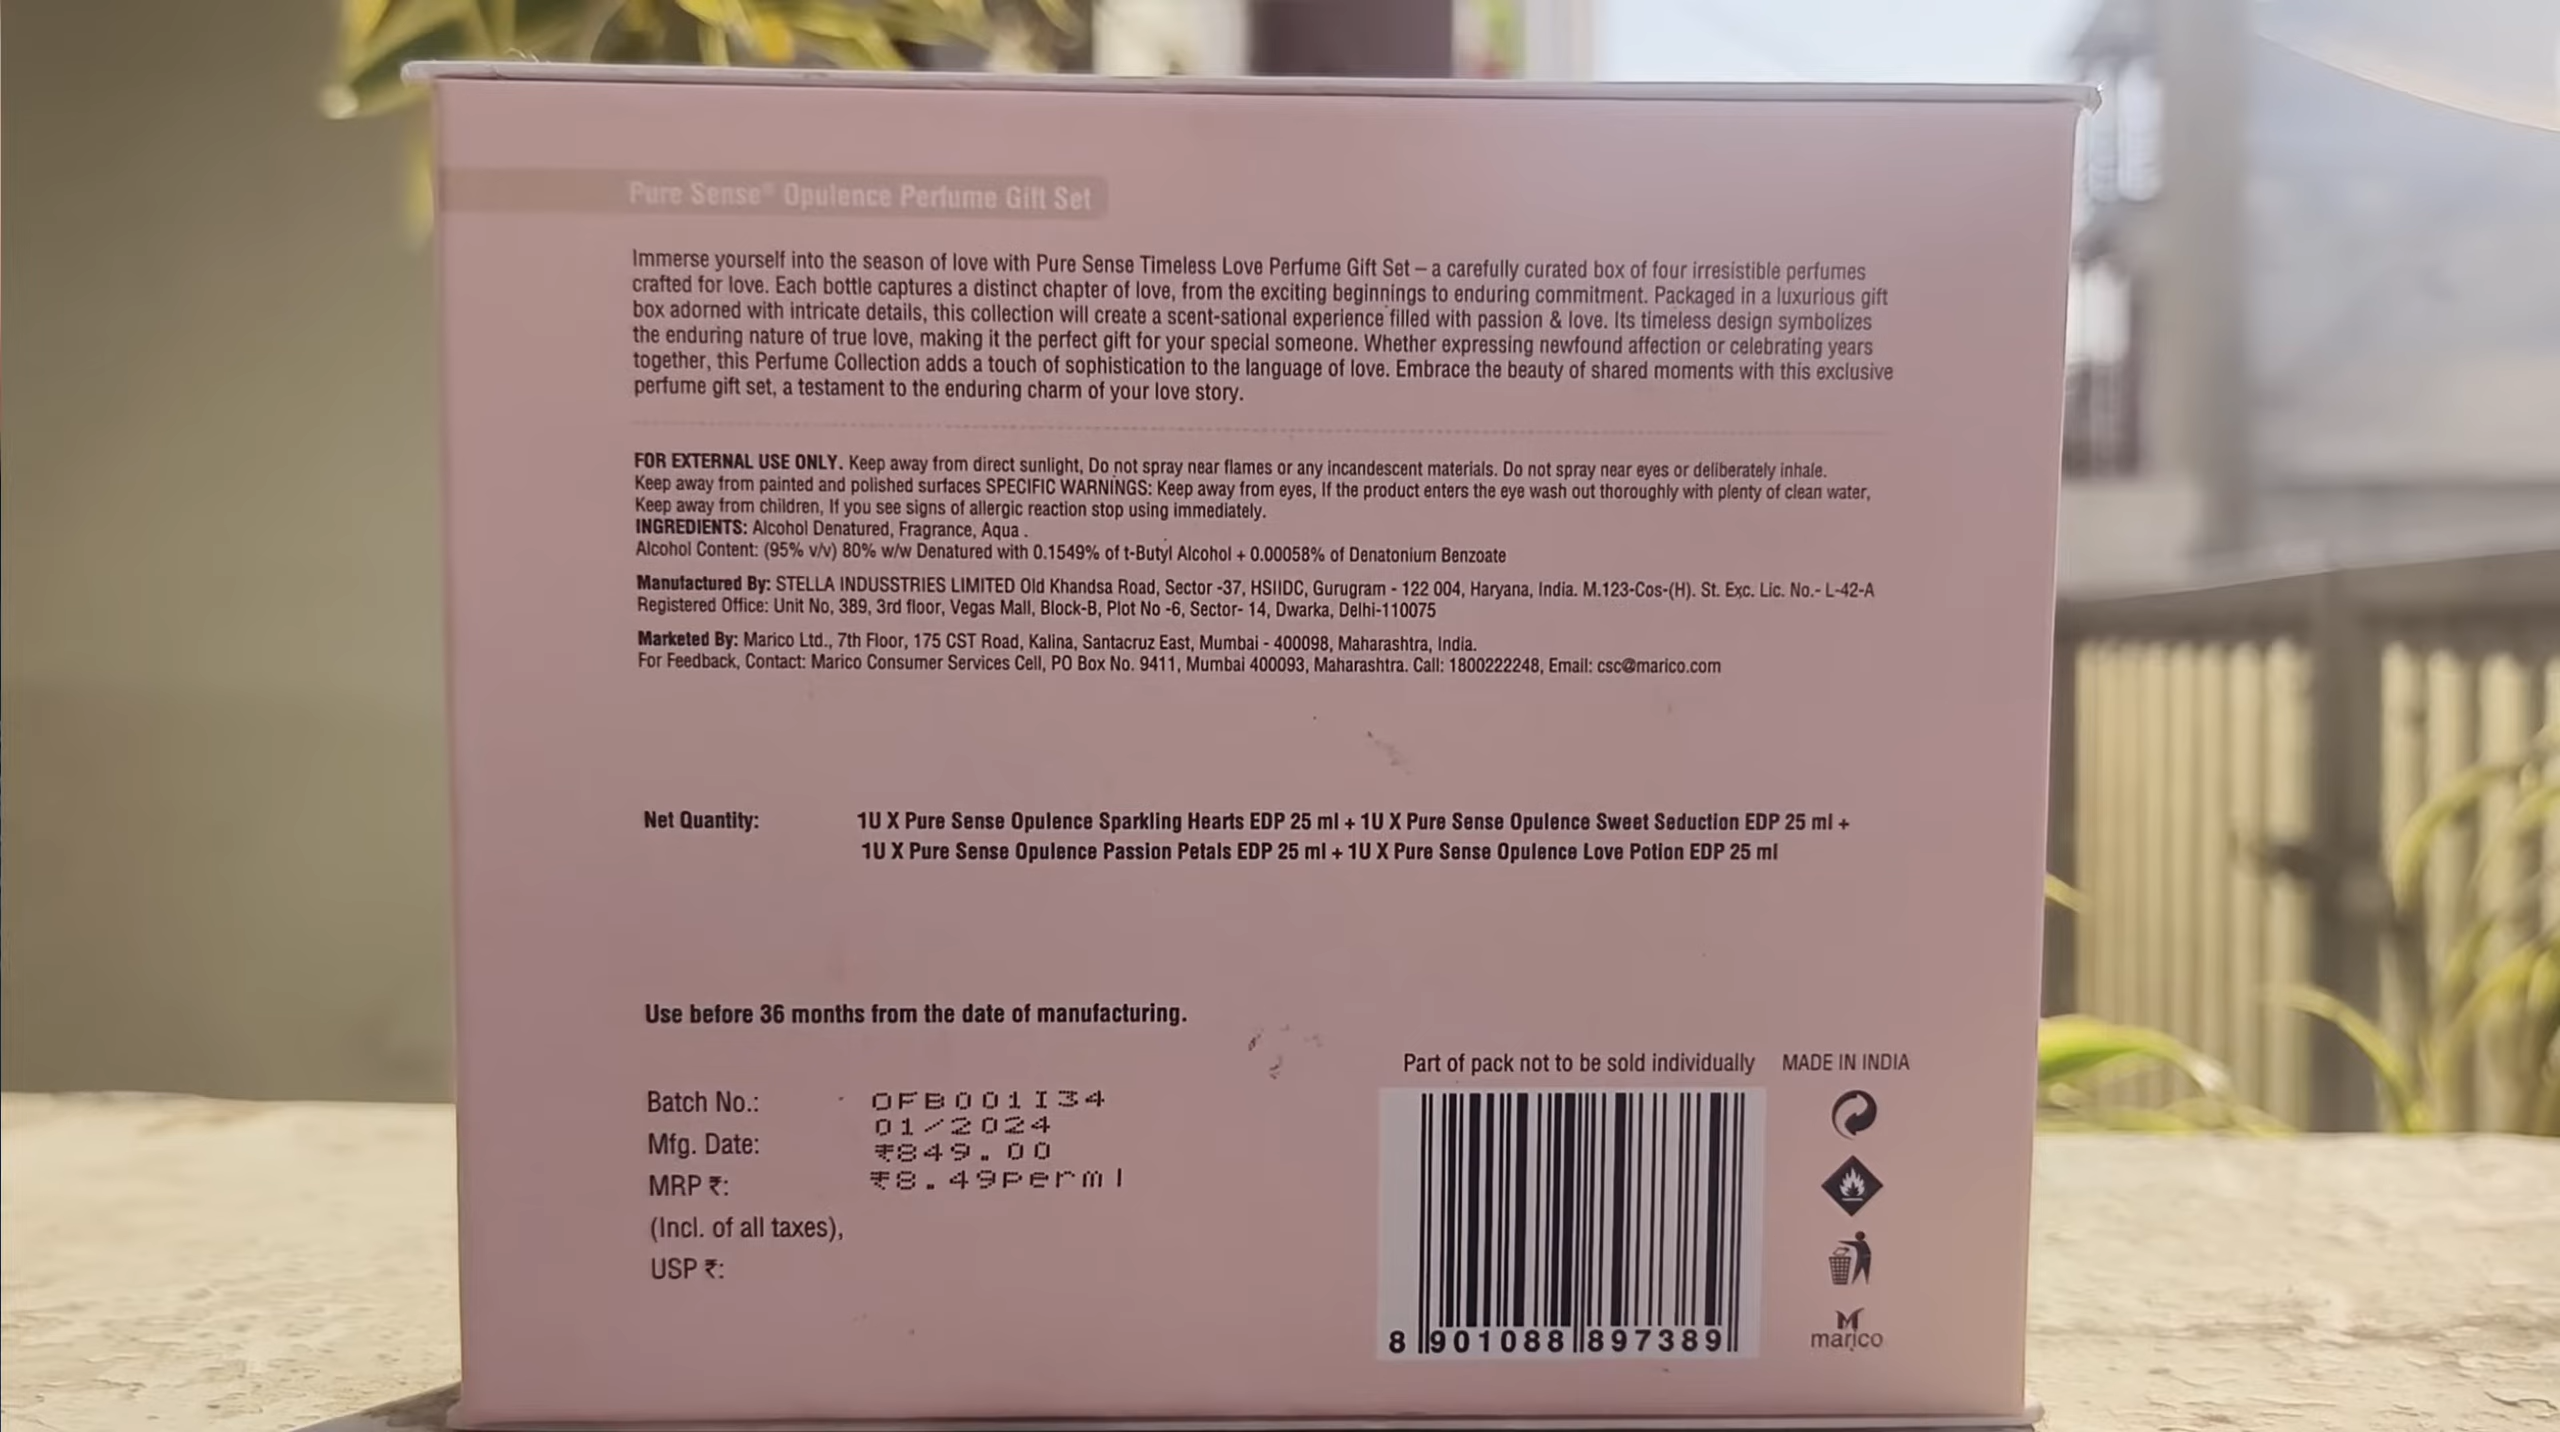 Pure Sense® Opulence Perfume Gift Set
Immerse yourself into the season of love with Pure Sense Timeless Love Perfume Gift Set – a carefully curated box of four irresistible perfumes
crafted for love. Each bottle captures a distinct chapter of love, from the exciting beginnings to enduring commitment. Packaged in a luxurious gift
box adorned with intricate details, this collection will create a scent-sational experience filled with passion & love. Its timeless design symbolizes
the enduring nature of true love, making it the perfect gift for your special someone. Whether expressing newfound affection or celebrating years
together, this Perfume Collection adds a touch of sophistication to the language of love. Embrace the beauty of shared moments with this exclusive
perfume gift set, a testament to the enduring charm of your love story.
FOR EXTERNAL USE ONLY. Keep away from direct sunlight, Do not spray near flames or any incandescent materials. Do not spray near eyes or deliberately inhale.
Keep away from painted and polished surfaces SPECIFIC WARNINGS: Keep away from eyes, If the product enters the eye wash out thoroughly with plenty of clean water,
Keep away from children, If you see signs of allergic reaction stop using immediately.
INGREDIENTS: Alcohol Denatured, Fragrance, Aqua .
Alcohol Content: (95% v/v) 80% w/w Denatured with 0.1549% of t-Butyl Alcohol + 0.00058% of Denatonium Benzoate
Manufactured By: STELLA INDUSSTRIES LIMITED Old Khandsa Road, Sector -37, HSIIDC, Gurugram - 122 004, Haryana, India. M.123-Cos-(H). St. Exc. Lic. No.- L-42-A
Registered Office: Unit No, 389, 3rd floor, Vegas Mall, Block-B, Plot No -6, Sector- 14, Dwarka, Delhi-110075
Marketed By: Marico Ltd., 7th Floor, 175 CST Road, Kalina, Santacruz East, Mumbai - 400098, Maharashtra, India.
For Feedback, Contact: Marico Consumer Services Cell, PO Box No. 9411, Mumbai 400093, Maharashtra. Call: 1800222248, Email: csc@marico.com
Net Quantity: 1U X Pure Sense Opulence Sparkling Hearts EDP 25 ml + 1U X Pure Sense Opulence Sweet Seduction EDP 25 ml +
1U X Pure Sense Opulence Passion Petals EDP 25 ml + 1U X Pure Sense Opulence Love Potion EDP 25 ml
Use before 36 months from the date of manufacturing.
Batch No.: OFB001I34
Mfg. Date: 01/2024
MRP ₹: ₹849.00
(Incl. of all taxes),
USP ₹: ₹8.49perml
Part of pack not to be sold individually MADE IN INDIA
8 901088 897389
marico